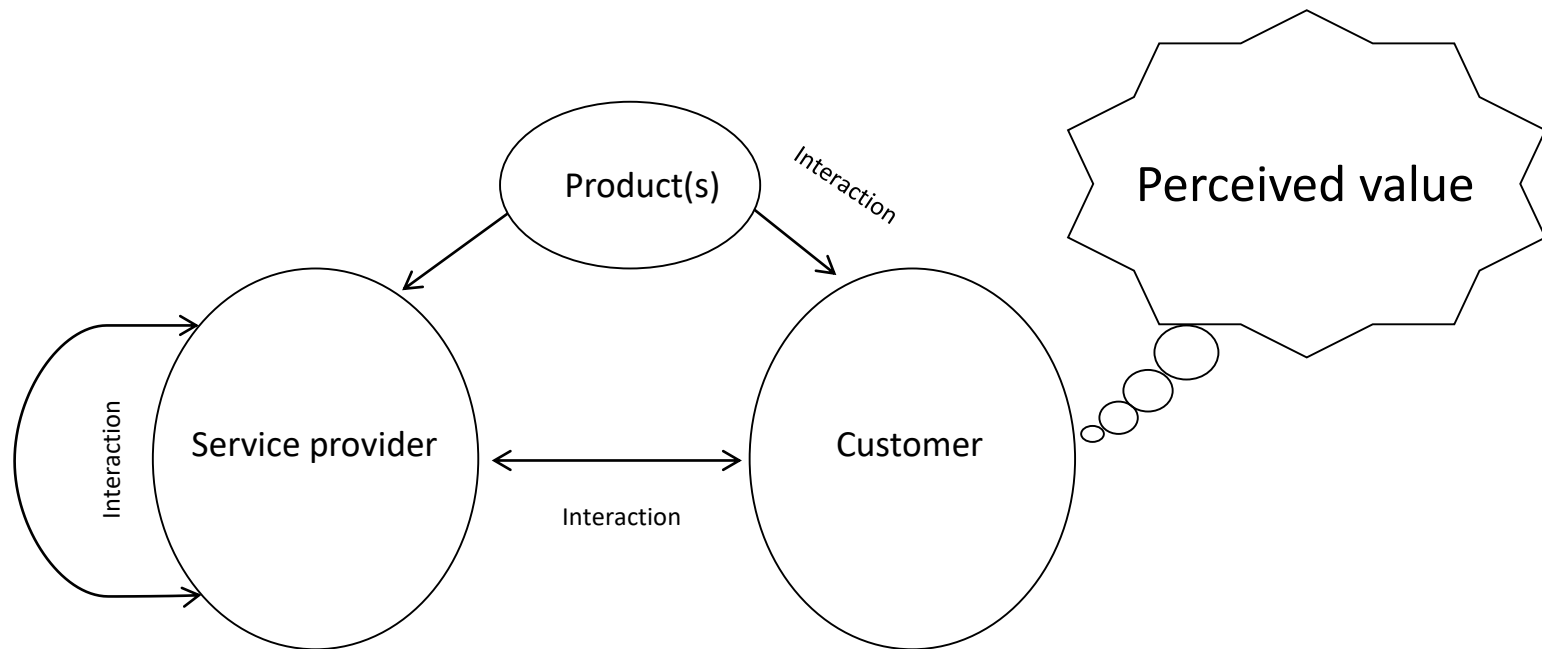 Product(s)
Interaction
Perceived value
Interaction
Service provider
Customer
Interaction